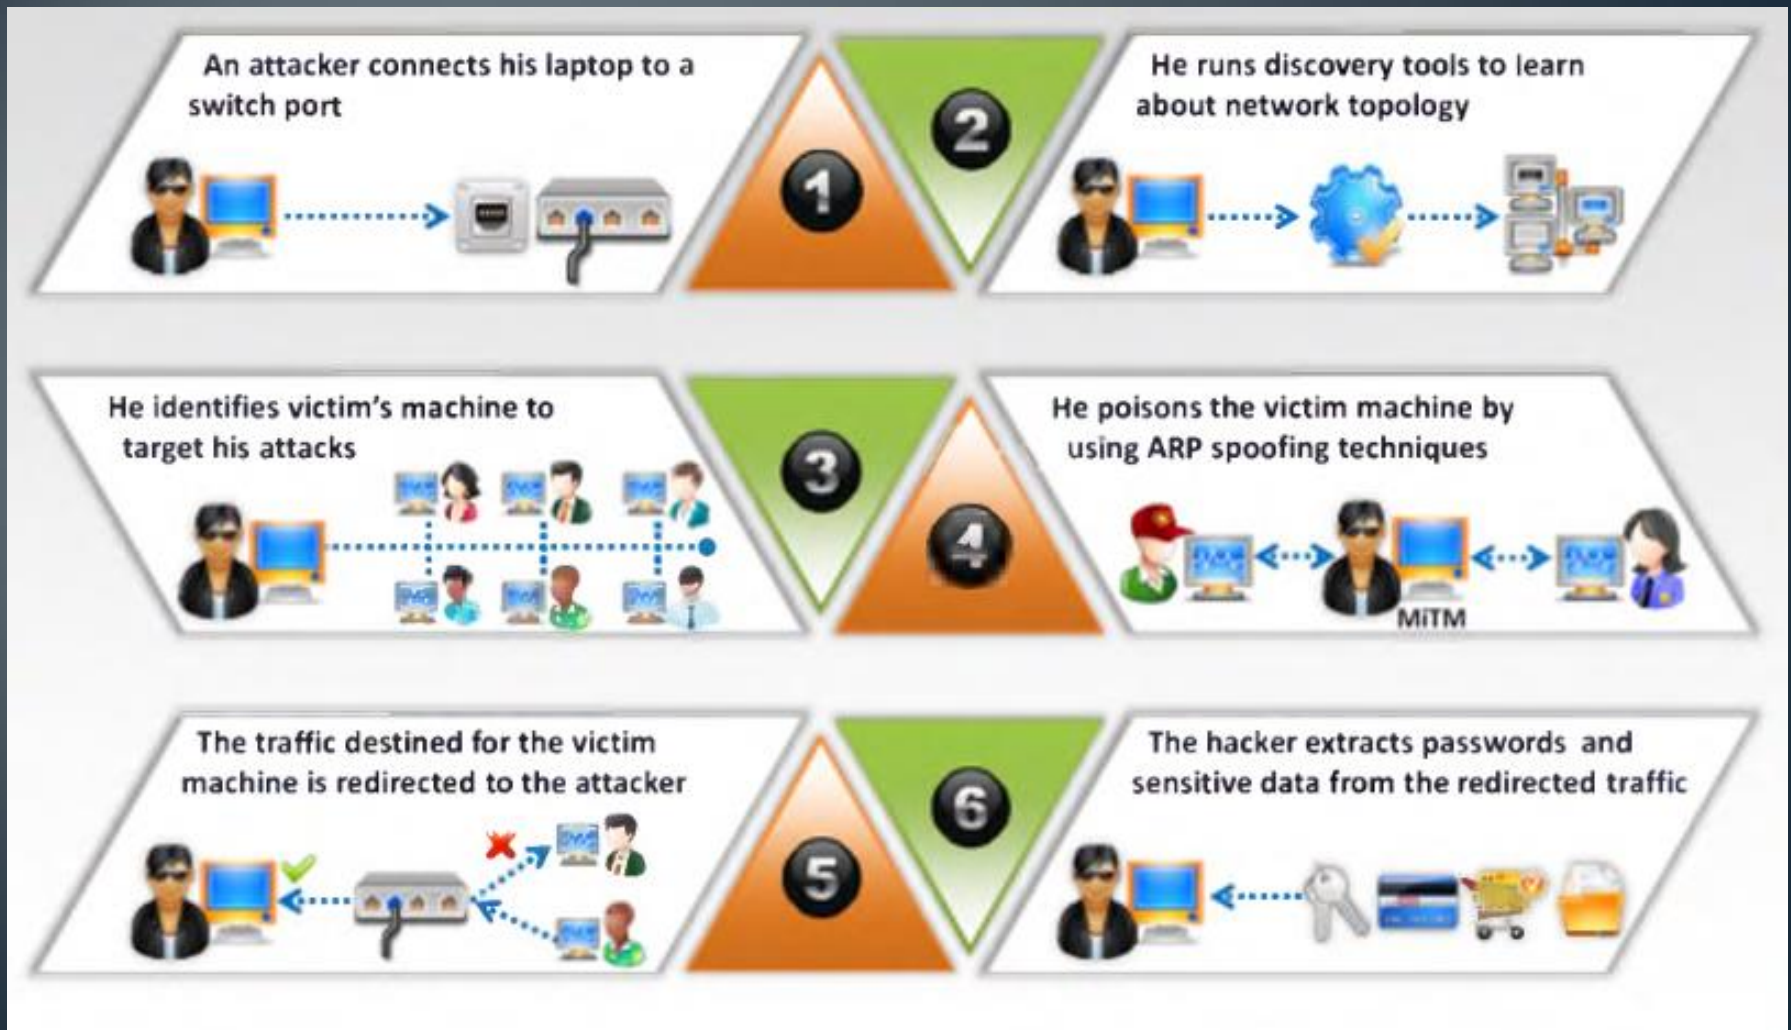 An attacker connects his laptop to a
switch port
1
2
He runs discovery tools to learn
about network topology
He identifies victim's machine to
target his attacks
3
4
He poisons the victim machine by
using ARP spoofing techniques
MiTM
The traffic destined for the victim
machine is redirected to the attacker
5
6
The hacker extracts passwords and
sensitive data from the redirected traffic